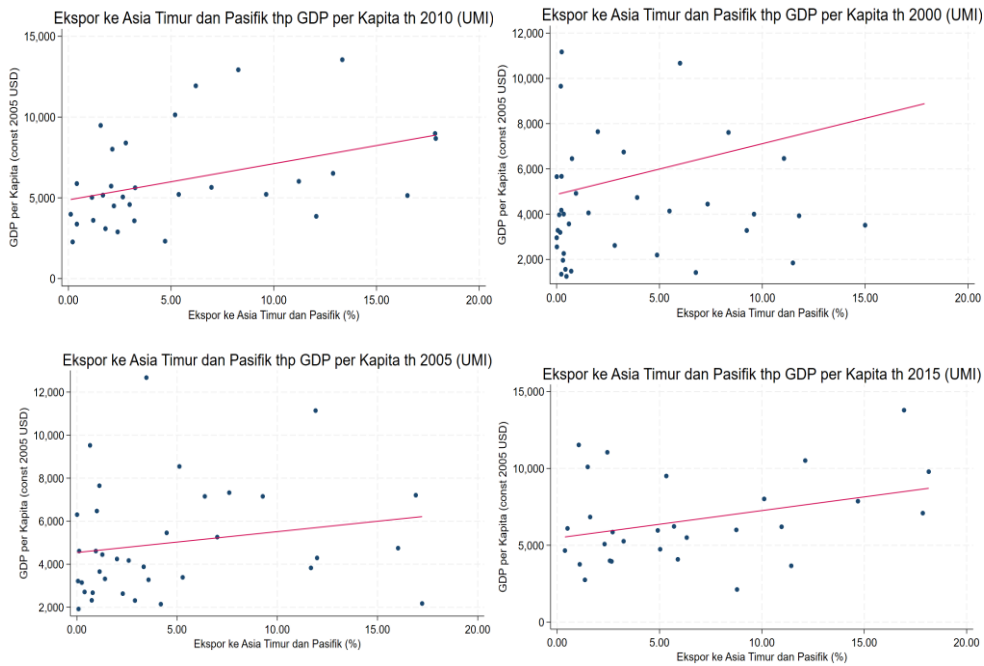 Ekspor ke Asia Timur dan Pasifik thp GDP per Kapita th 2010 (UMI)
15,000
10,000
5,000
0
GDP per Kapita (const 2005 USD)
0.00 5.00 10.00 15.00 20.00
Ekspor ke Asia Timur dan Pasifik (%)
Ekspor ke Asia Timur dan Pasifik thp GDP per Kapita th 2000 (UMI)
12,000
10,000
8,000
6,000
4,000
2,000
GDP per Kapita (const 2005 USD)
0.00 5.00 10.00 15.00 20.00
Ekspor ke Asia Timur dan Pasifik (%)
Ekspor ke Asia Timur dan Pasifik thp GDP per Kapita th 2005 (UMI)
12,000
10,000
8,000
6,000
4,000
2,000
GDP per Kapita (const 2005 USD)
0.00 5.00 10.00 15.00 20.00
Ekspor ke Asia Timur dan Pasifik (%)
Ekspor ke Asia Timur dan Pasifik thp GDP per Kapita th 2015 (UMI)
15,000
10,000
5,000
0
GDP per Kapita (const 2005 USD)
0.00 5.00 10.00 15.00 20.00
Ekspor ke Asia Timur dan Pasifik (%)